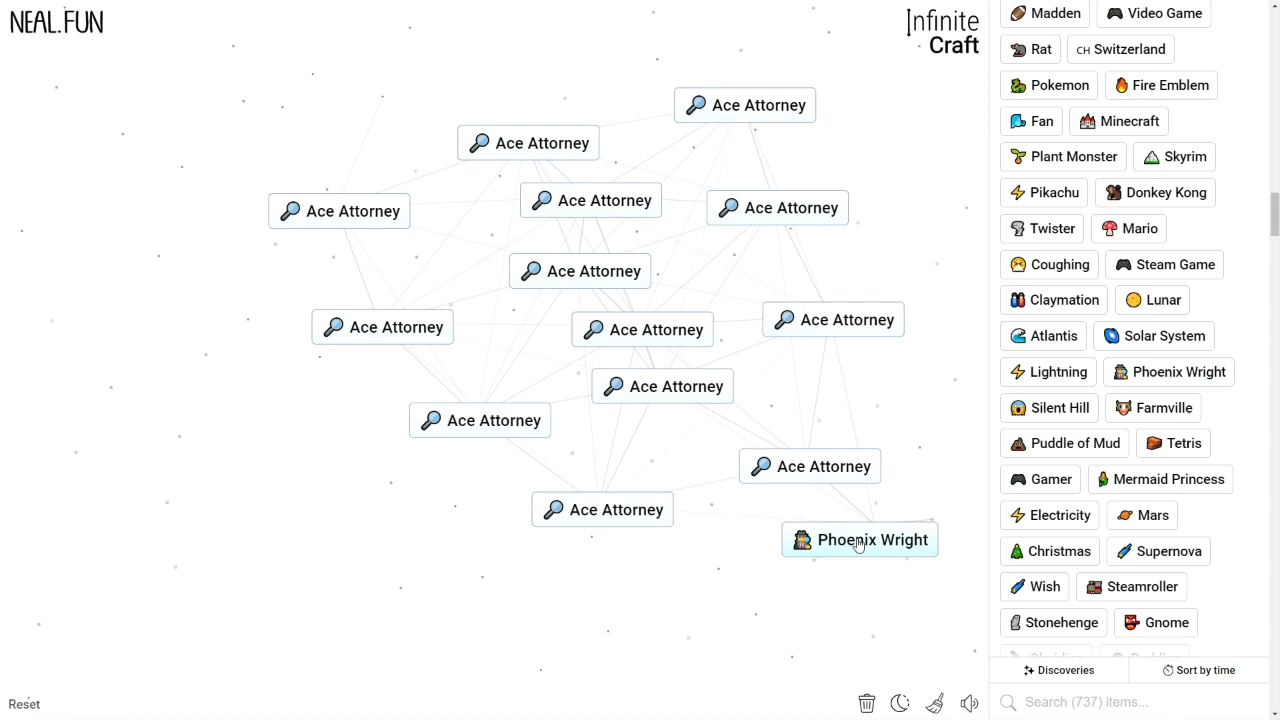 NEAL.FUN
Infinite
Craft
Ace Attorney
Ace Attorney
Ace Attorney
Ace Attorney
Ace Attorney
Ace Attorney
Ace Attorney
Ace Attorney
Ace Attorney
Ace Attorney
Ace Attorney
Ace Attorney
Ace Attorney
Phoenix Wright
Reset
Madden Video Game
Rat CH Switzerland
Pokemon Fire Emblem
Fan Minecraft
Plant Monster Skyrim
Pikachu Donkey Kong
Twister Mario
Coughing Steam Game
Claymation Lunar
Atlantis Solar System
Lightning Phoenix Wright
Silent Hill Farmville
Puddle of Mud Tetris
Gamer Mermaid Princess
Electricity Mars
Christmas Supernova
Wish Steamroller
Stonehenge Gnome
Discoveries Sort by time
Search (737) items...